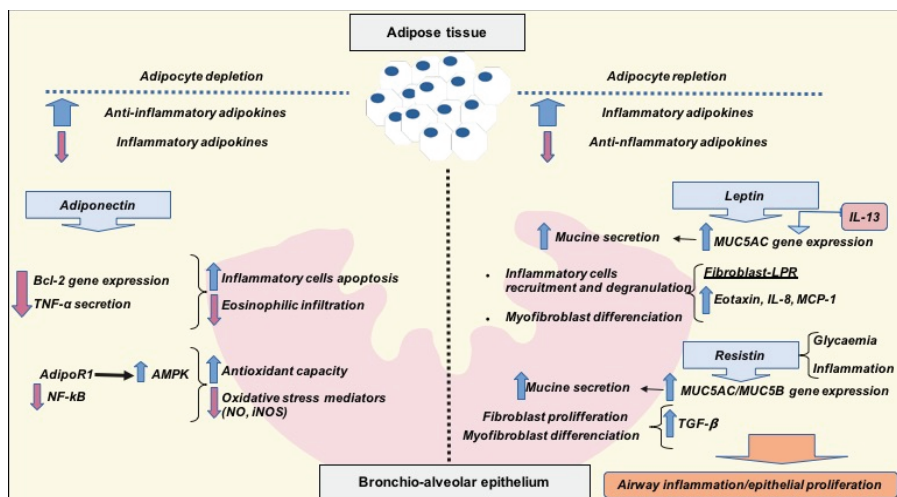 Adipose tissue
Adipocyte depletion
Anti-inflammatory adipokines
Inflammatory adipokines
Adipocyte repletion
Inflammatory adipokines
Anti-nflammatory adipokines
Adiponectin
Bcl-2 gene expression
TNF-α secretion
Inflammatory cells apoptosis
Eosinophilic infiltration
AdipoR1
AMPK
NF-kB
Antioxidant capacity
Oxidative stress mediators
(NO, iNOS)
Leptin
IL-13
Mucine secretion
MUC5AC gene expression
• Inflammatory cells
recruitment and degranulation
• Myofibroblast differenciation
Fibroblast-LPR
Eotaxin, IL-8, MCP-1
Resistin
Glycaemia
Inflammation
Mucine secretion
MUC5AC/MUC5B gene expression
Fibroblast prolifferation
Myofibroblast differenciation
TGF-β
Bronchio-alveolar epithelium
Airway inflammation/epithelial proliferation